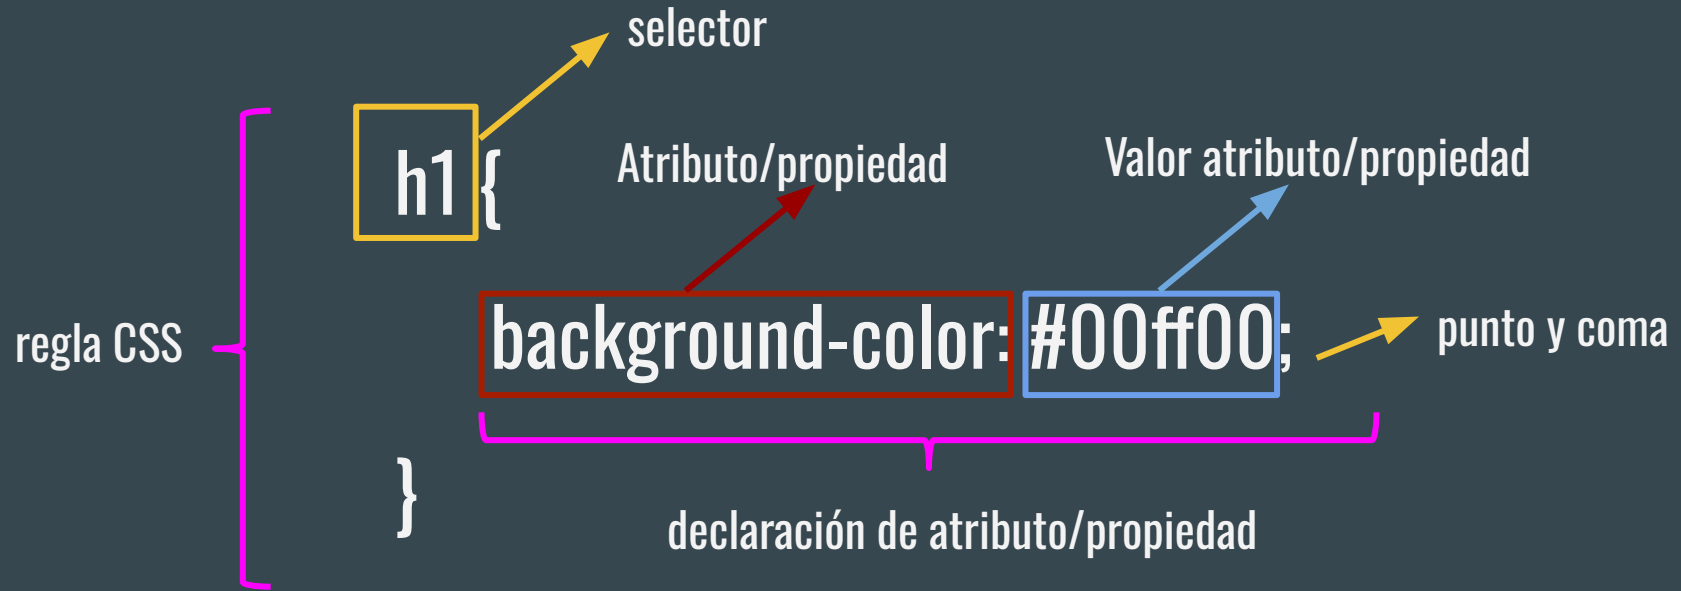 selector
h1 {
Atributo/propiedad
Valor atributo/propiedad
regla CSS
background-color: #00ff00;
punto y coma
}
declaración de atributo/propiedad